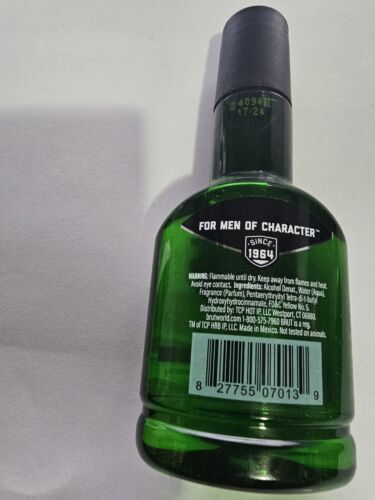 17:24
FOR MEN OF CHARACTER™
SINCE
1964
WARNING: Flammable until dry. Keep away from flames and heat.
Avoid eye contact. Ingredients: Alcohol Denat., Water (Aqua),
Fragrance (Parfum), Pentaerythrityl Tetra-di-t-butyl
Hydroxyhydrocinnamate, FD&C Yellow No. 5.
Distributed by: TCP HOT IP, LLC Westport, CT 06880.
brutworld.com 1-800-575-7960 BRUT is a reg.
TM of TCP HRB IP, LLC. Made in Mexico. Not tested on animals.
8 27755 07013 9